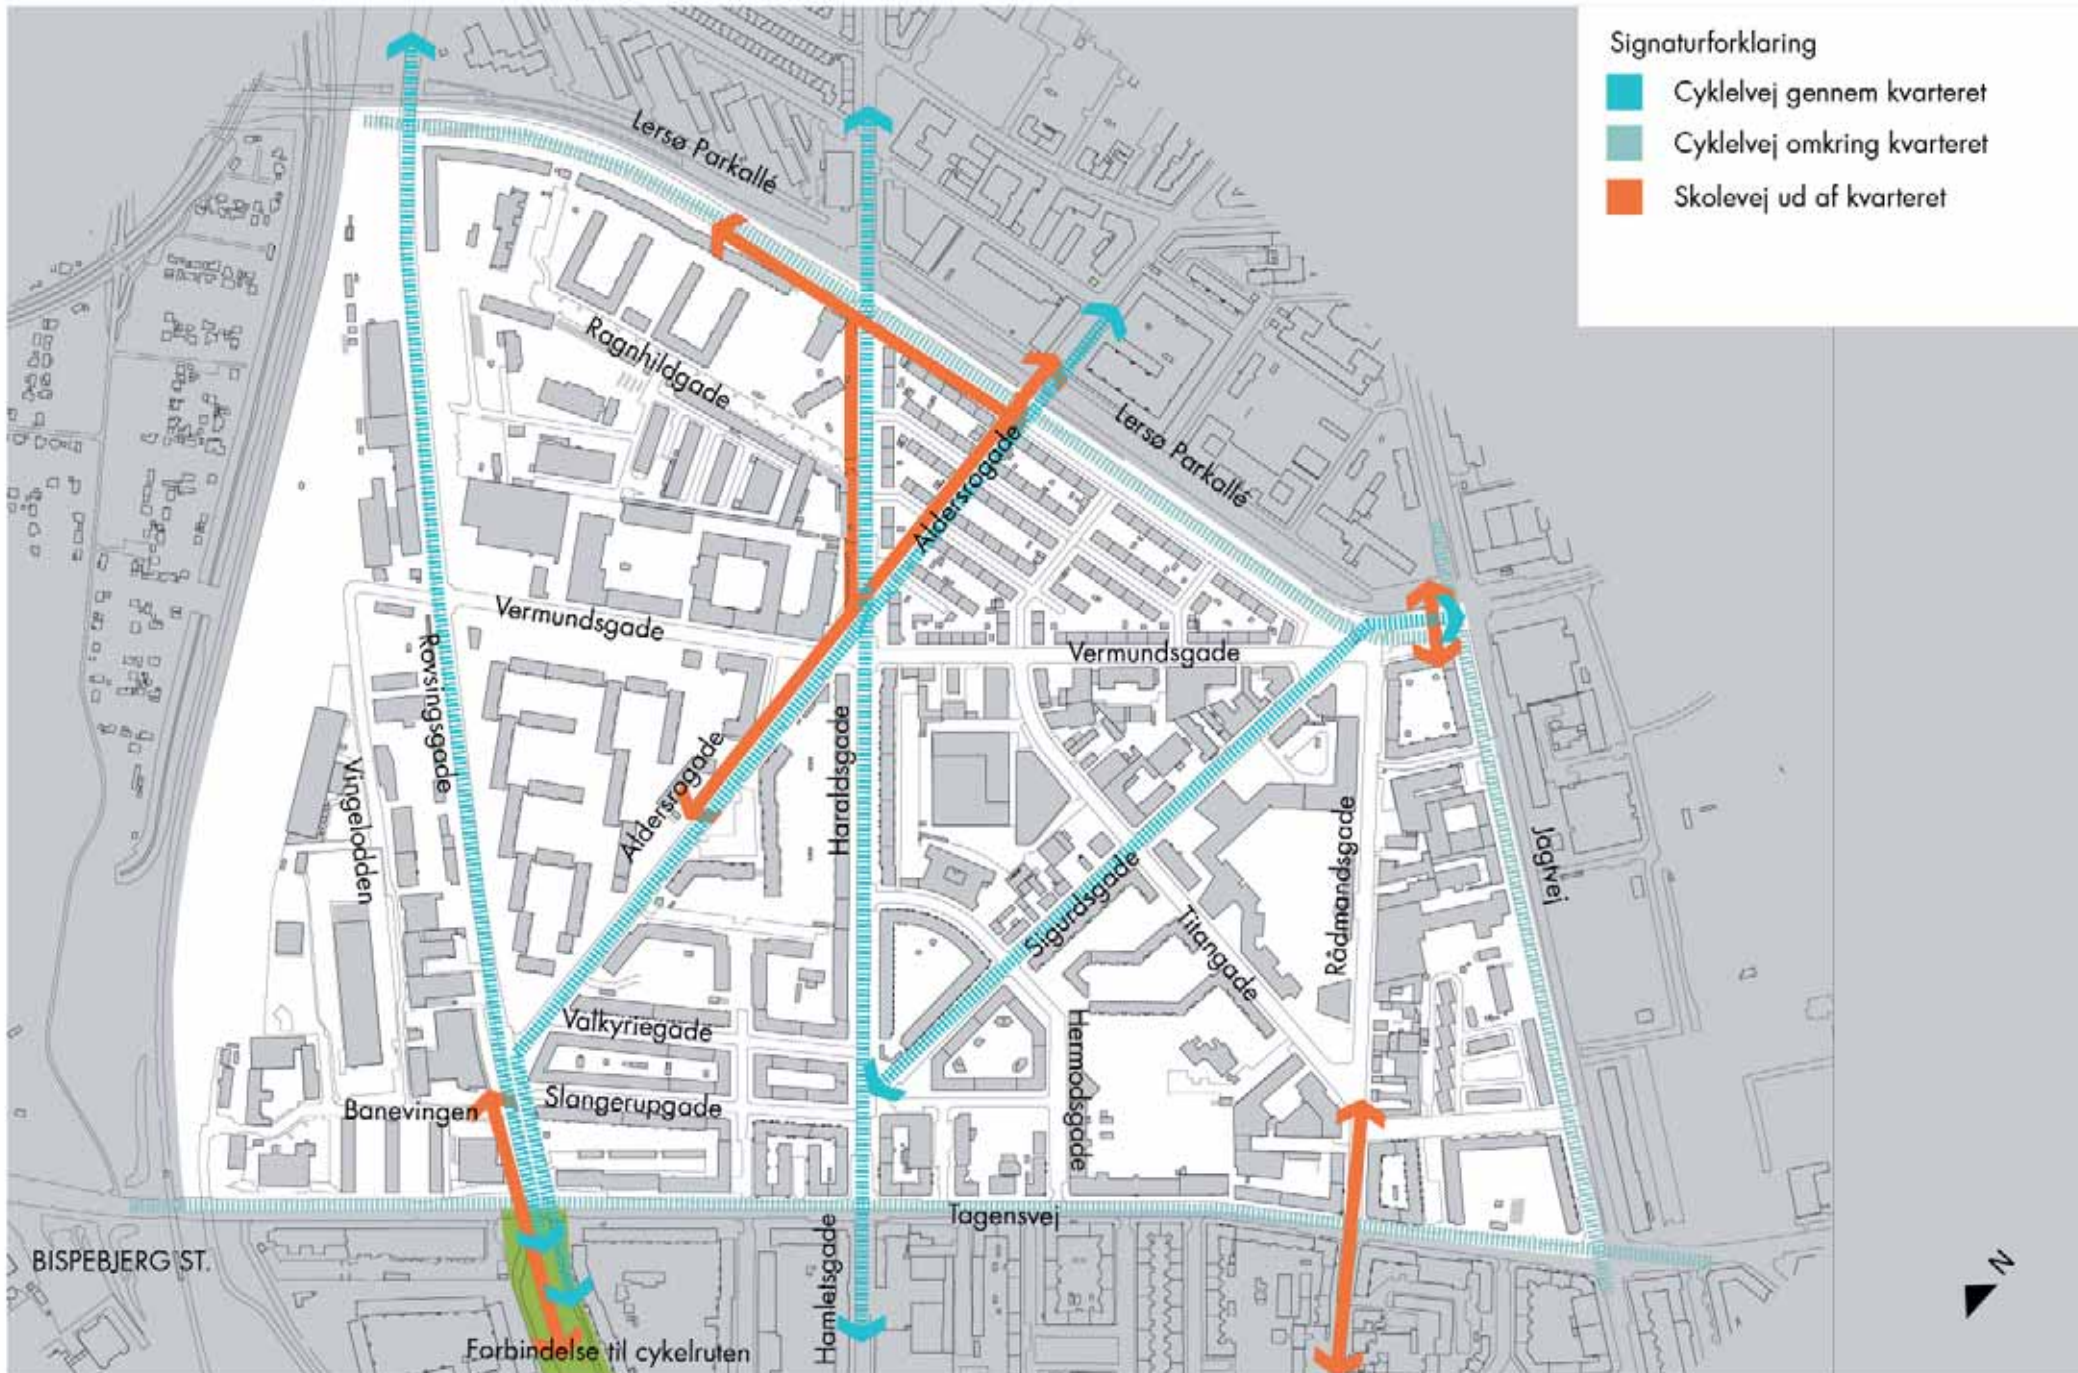 Signaturforklaring
Cyklelvej gennem kvarteret
Cyklelvej omkring kvarteret
Skolevej ud af kvarteret
Lersø Parkallé
Ragnhildgade
Lersø Parkallé
Aldersrogade
Vermundsgade
Vermundsgade
Rovsingsgade
Haraldsgade
Aldersrogade
Vingelodden
Rådmandsgade
Jagtvej
Sigurdsgade
Titangade
Valkyriegade
Hermodsgade
Slangerupgade
Banevingen
Tagensvej
BISPEBJERG ST.
Hamletsgade
Forbindelse til cykelruten
N